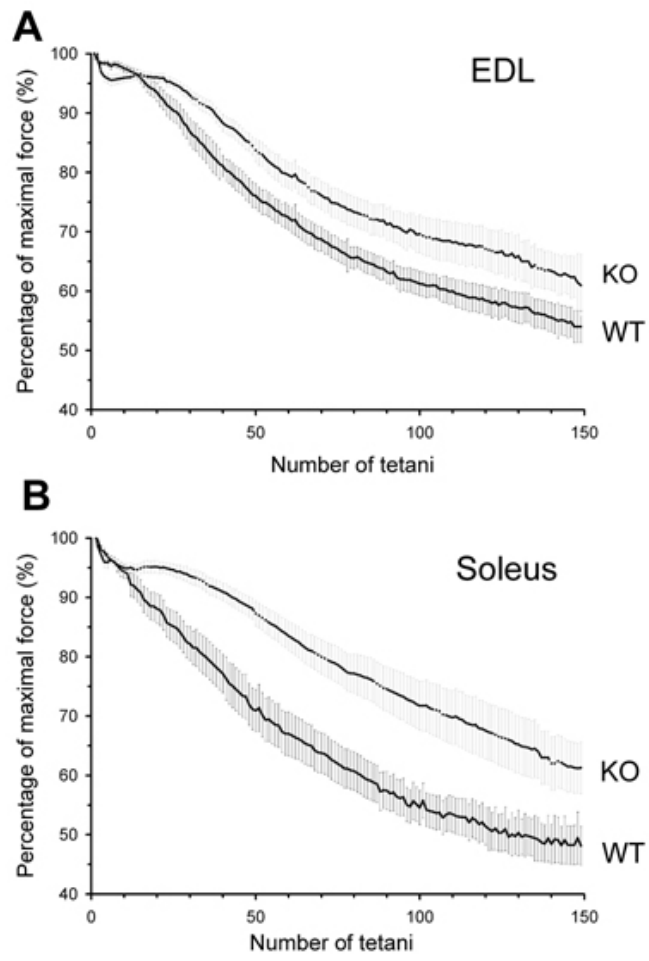 A
EDL
Percentage of maximal force (%)
100
90
80
70
60
50
40
KO
WT
0 50 100 150
Number of tetani
B
Soleus
Percentage of maximal force (%)
100
90
80
70
60
50
40
KO
WT
0 50 100 150
Number of tetani